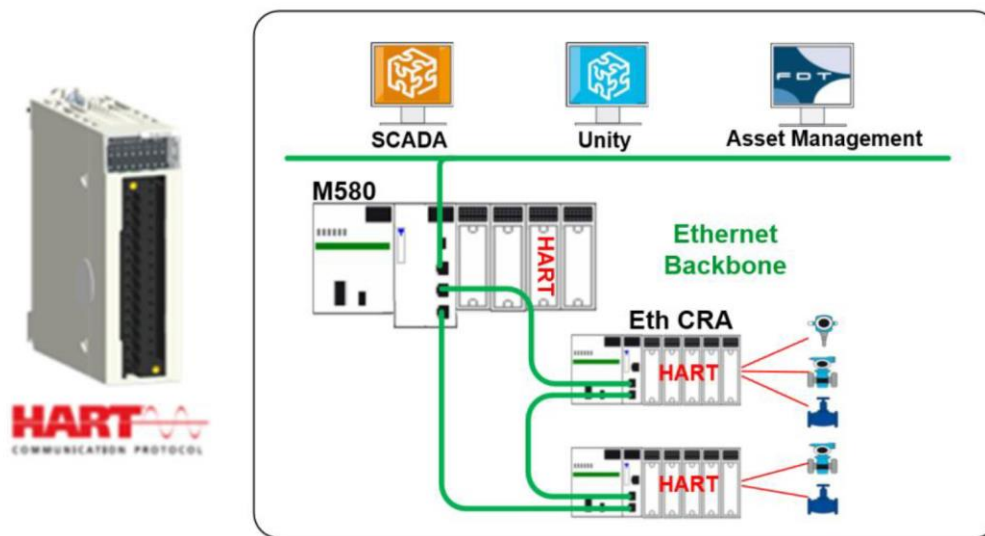 HART
COMMUNICATION PROTOCOL
SCADA
Unity
FDT
Asset Management
M580
HART
Ethernet
Backbone
Eth CRA
HART
HART